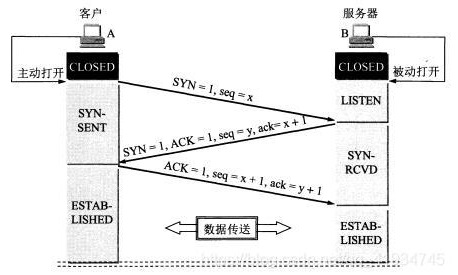 客户
服务器
A
B
主动打开
CLOSED
CLOSED
被动打开
SYN = 1, seq = x
LISTEN
SYN-
SENT
SYN = 1, ACK = 1, seq = y, ack= x + 1
SYN-
RCVD
ACK = 1, seq = x + 1, ack = y + 1
ESTAB-
LISHED
数据传送
ESTAB-
LISHED